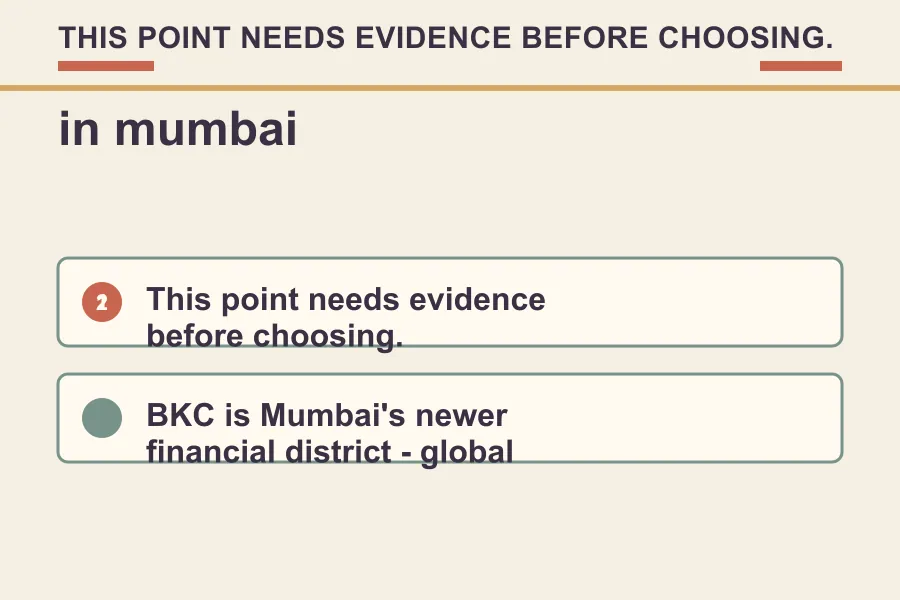 THIS POINT NEEDS EVIDENCE BEFORE CHOOSING.
in mumbai
2
This point needs evidence
before choosing.
BKC is Mumbai's newer
financial district - global